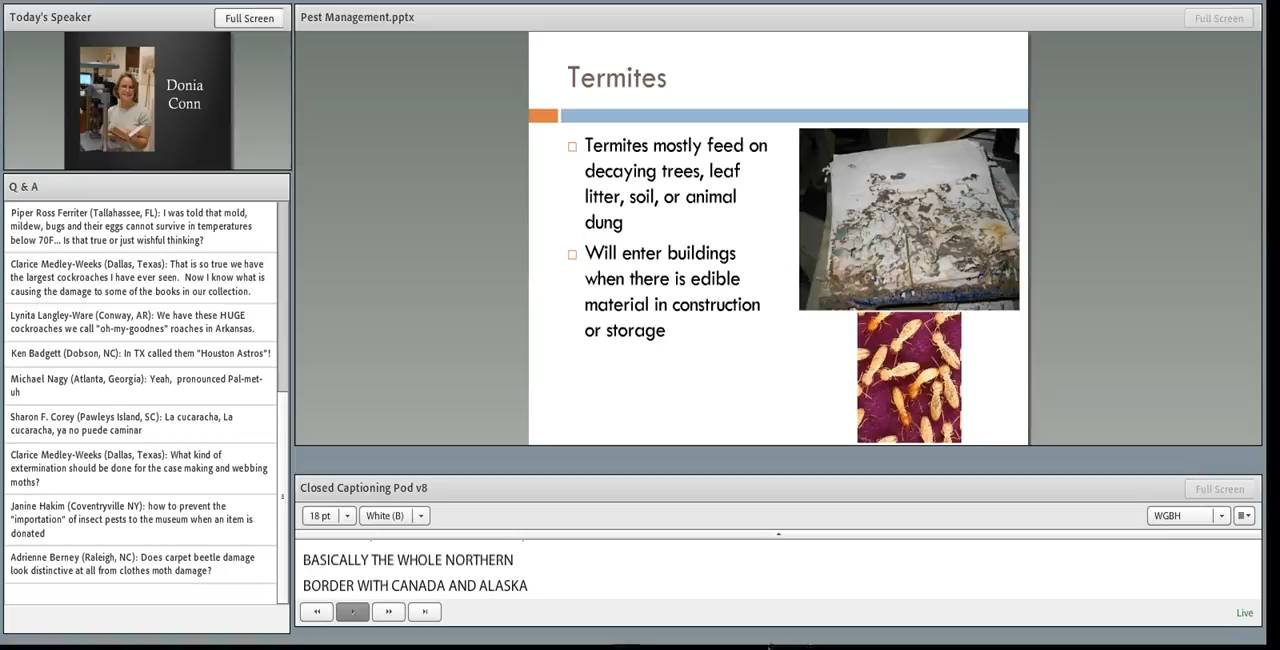 Today's Speaker
Full Screen
Donia
Conn
Q & A
Piper Ross Ferriter (Tallahassee, FL): I was told that mold,
mildew, bugs and their eggs cannot survive in temperatures
below 70F... Is that true or just wishful thinking?
Clarice Medley-Weeks (Dallas, Texas): That is so true we have
the largest cockroaches I have ever seen.  Now I know what is
causing the damage to some of the books in our collection.
Lynita Langley-Ware (Conway, AR): We have these HUGE
cockroaches we call "oh-my-goodnes" roaches in Arkansas.
Ken Badgett (Dobson, NC): In TX called them "Houston Astros"!
Michael Nagy (Atlanta, Georgia): Yeah,  pronounced Pal-met-
uh
Sharon F. Corey (Pawleys Island, SC): La cucaracha, La
cucaracha, ya no puede caminar
Clarice Medley-Weeks (Dallas, Texas): What kind of
extermination should be done for the case making and webbing
moths?
Janine Hakim (Coventryville NY): how to prevent the
"importation" of insect pests to the museum when an item is
donated
Adrienne Berney (Raleigh, NC): Does carpet beetle damage
look distinctive at all from clothes moth damage?
Pest Management.pptx
Full Screen
Termites
Termites mostly feed on
decaying trees, leaf
litter, soil, or animal
dung
Will enter buildings
when there is edible
material in construction
or storage
Closed Captioning Pod v8
Full Screen
18 pt
White (B)
WGBH
BASICALLY THE WHOLE NORTHERN
BORDER WITH CANADA AND ALASKA
Live